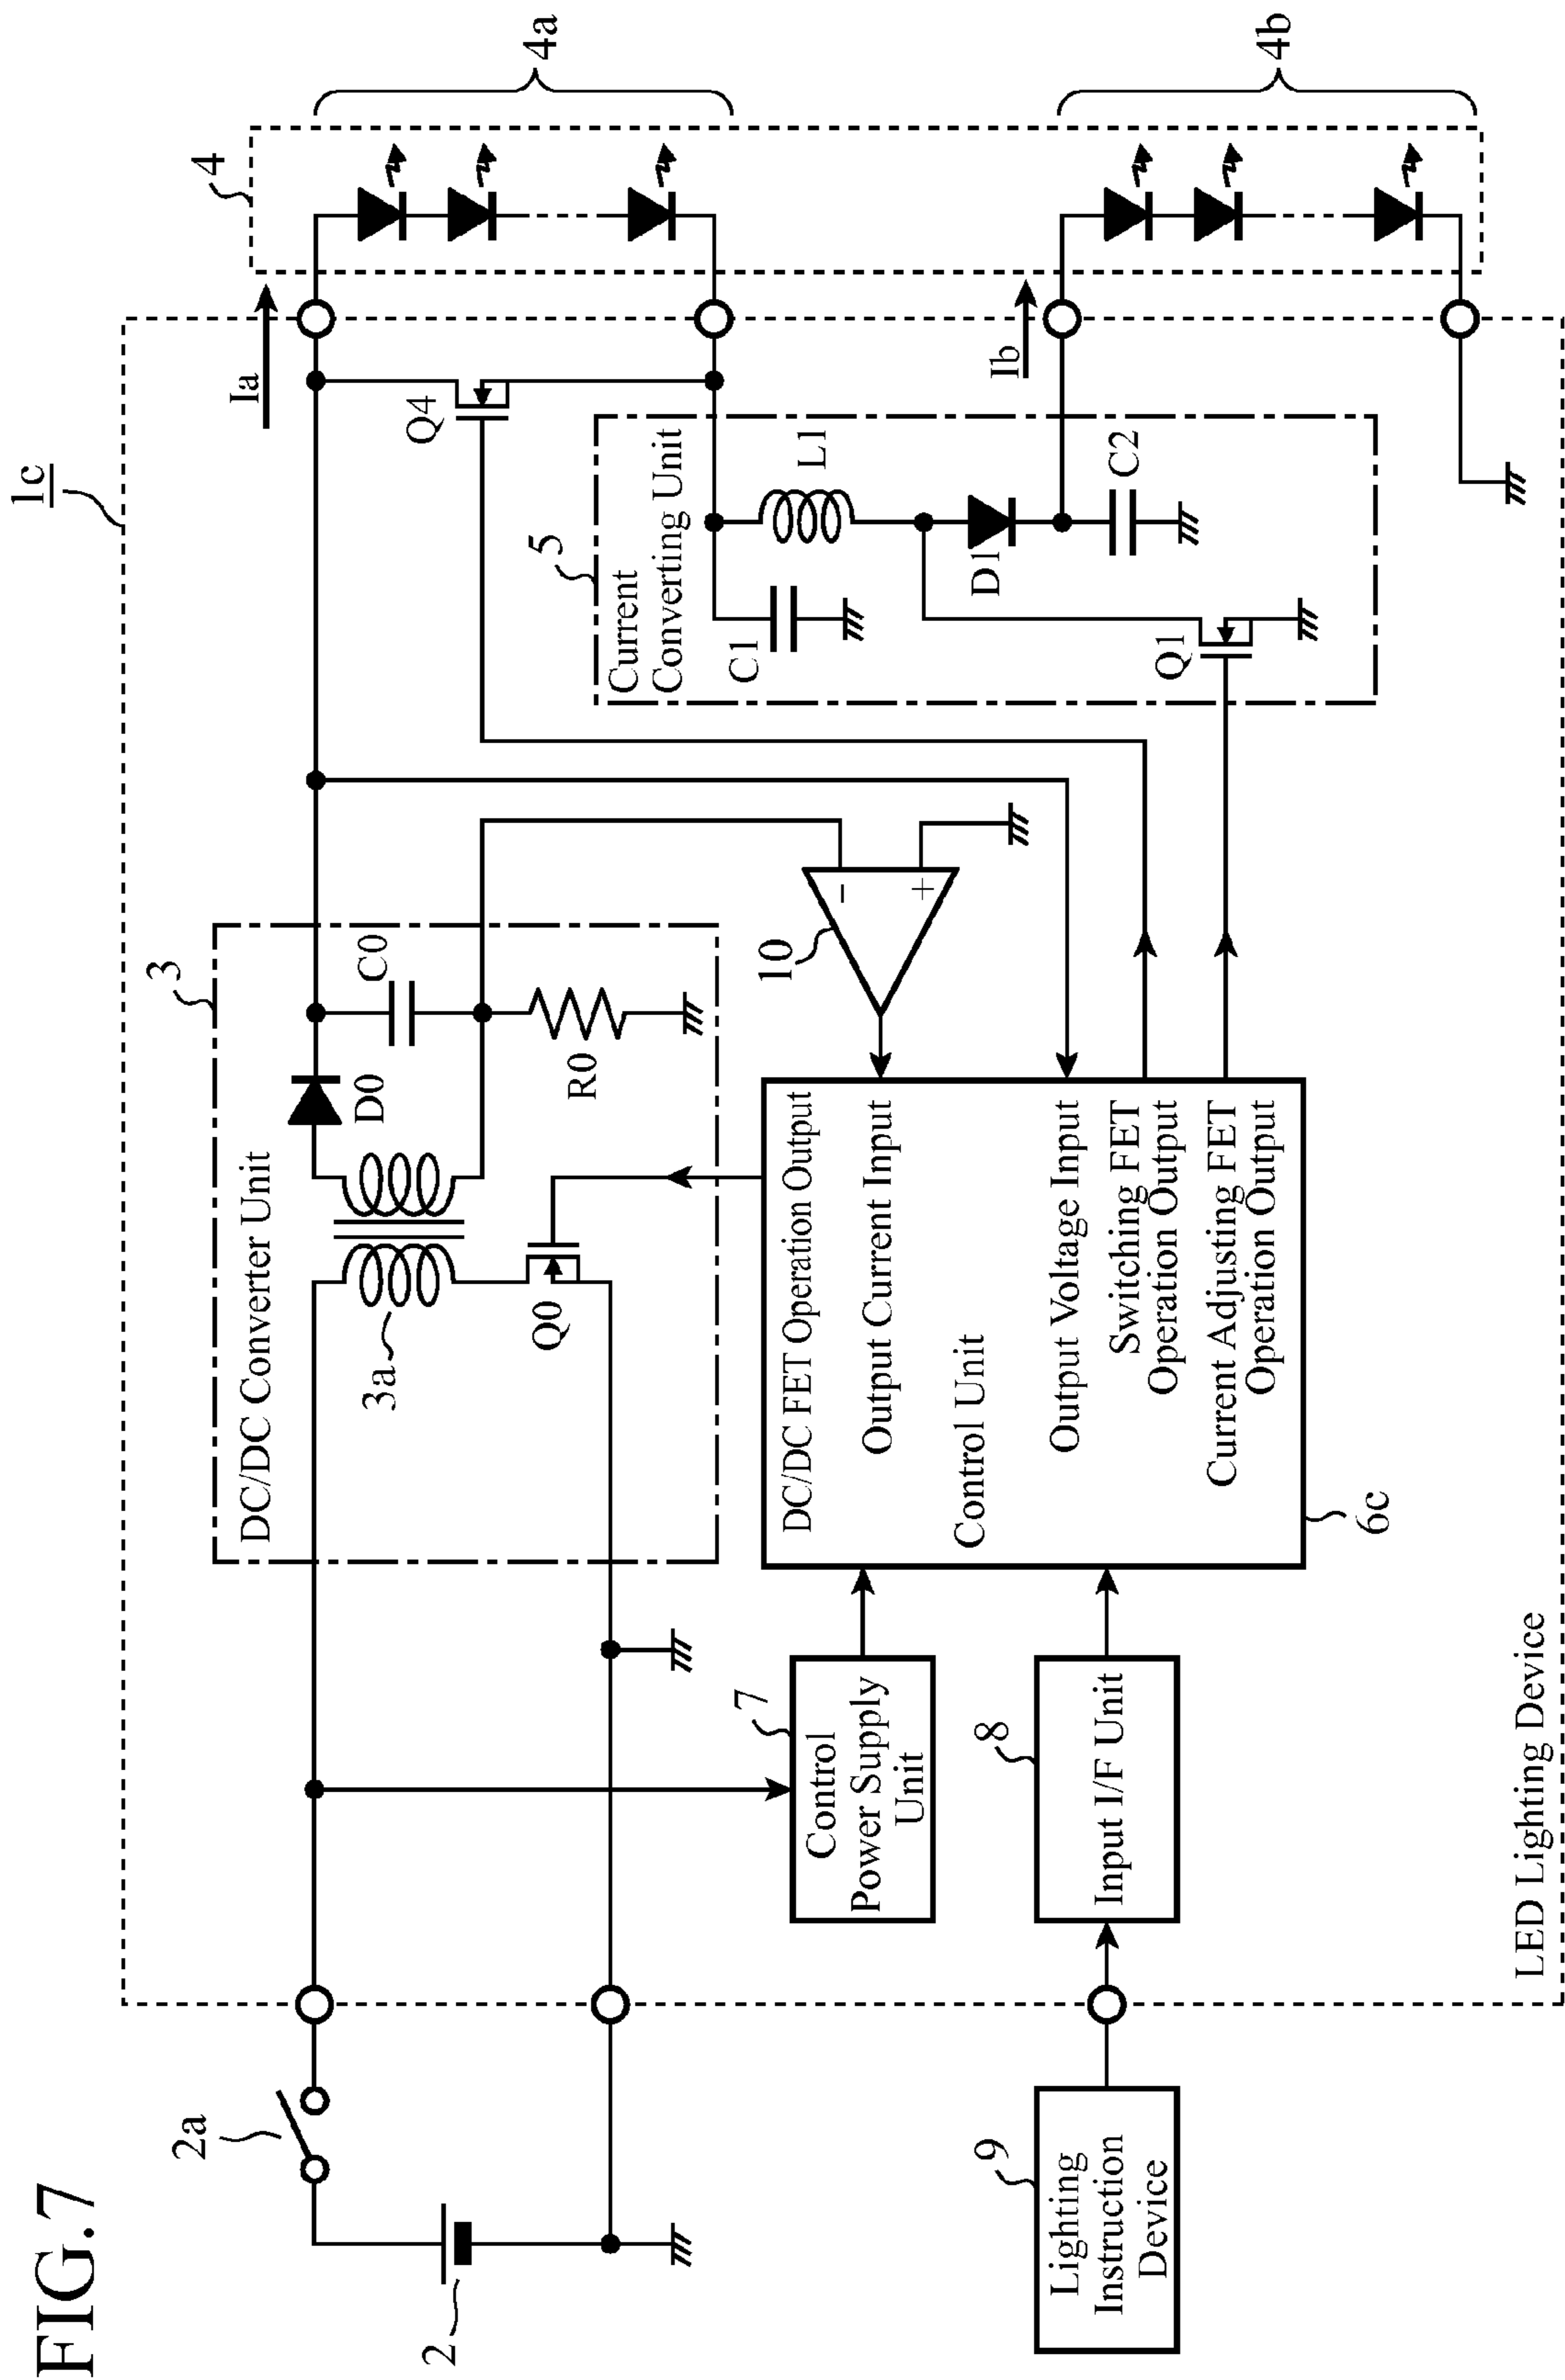 FIG.7
1c
2
2a
3
DC/DC Converter Unit
3a
Q0
D0
C0
R0
Ia
Q4
4
4a
4b
Ib
5
Current
Converting Unit
C1
L1
D1
C2
Q1
10
-
+
DC/DC FET Operation Output
Output Current Input
Control Unit
Output Voltage Input
Switching FET
Operation Output
Current Adjusting FET
Operation Output
6c
7
Control
Power Supply
Unit
8
Input I/F Unit
9
Lighting
Instruction
Device
LED Lighting Device